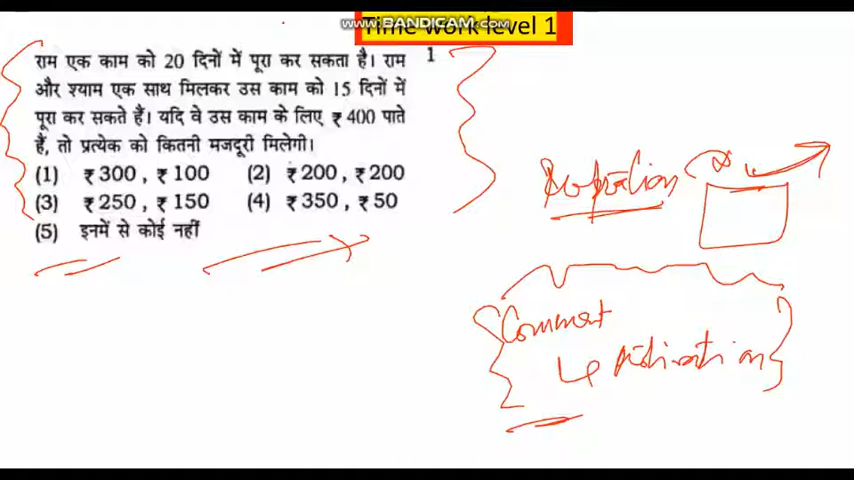 WWW.BANDICAM.COM
Time work level 1
राम एक काम को 20 दिनों में पूरा कर सकता है। राम
और श्याम एक साथ मिलकर उस काम को 15 दिनों में
पूरा कर सकते हैं। यदि वे उस काम के लिए ₹ 400 पाते
हैं, तो प्रत्येक को कितनी मजदूरी मिलेगी।
1
(1) ₹ 300 , ₹ 100 (2) ₹ 200 , ₹ 200
(3) ₹ 250 , ₹ 150 (4) ₹ 350 , ₹ 50
(5) इनमें से कोई नहीं
Comment